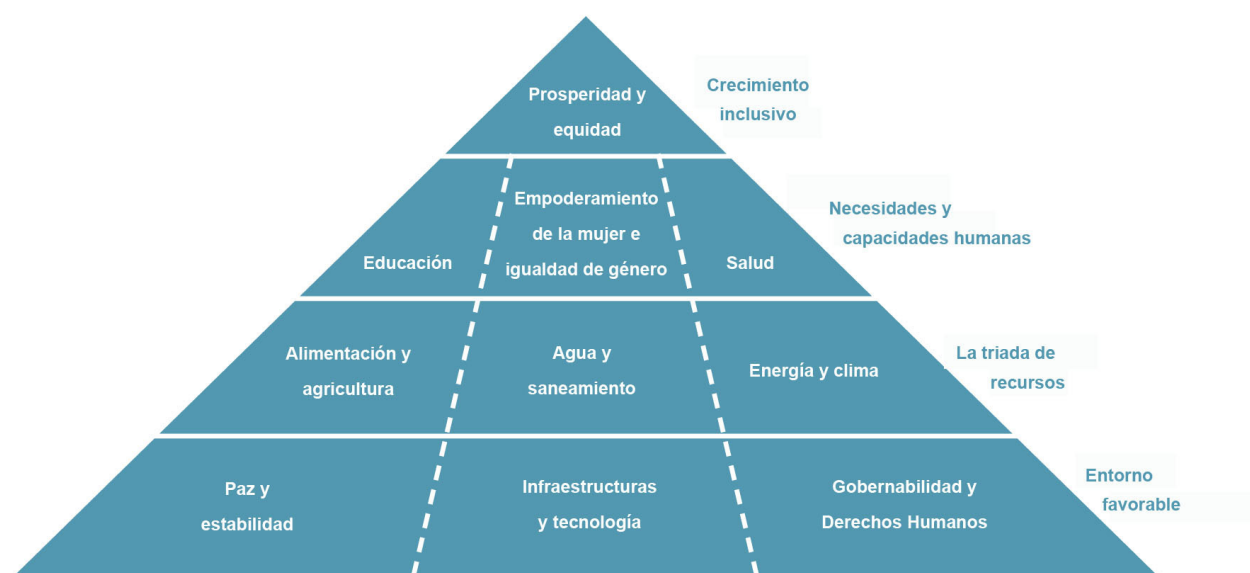 Prosperidad y
equidad
Crecimiento
inclusivo
Empoderamiento
de la mujer e
igualdad de género
Educación
Salud
Necesidades y
capacidades humanas
Alimentación y
agricultura
Agua y
saneamiento
Energía y clima
La triada de
recursos
Paz y
estabilidad
Infraestructuras
y tecnología
Gobernabilidad y
Derechos Humanos
Entorno
favorable